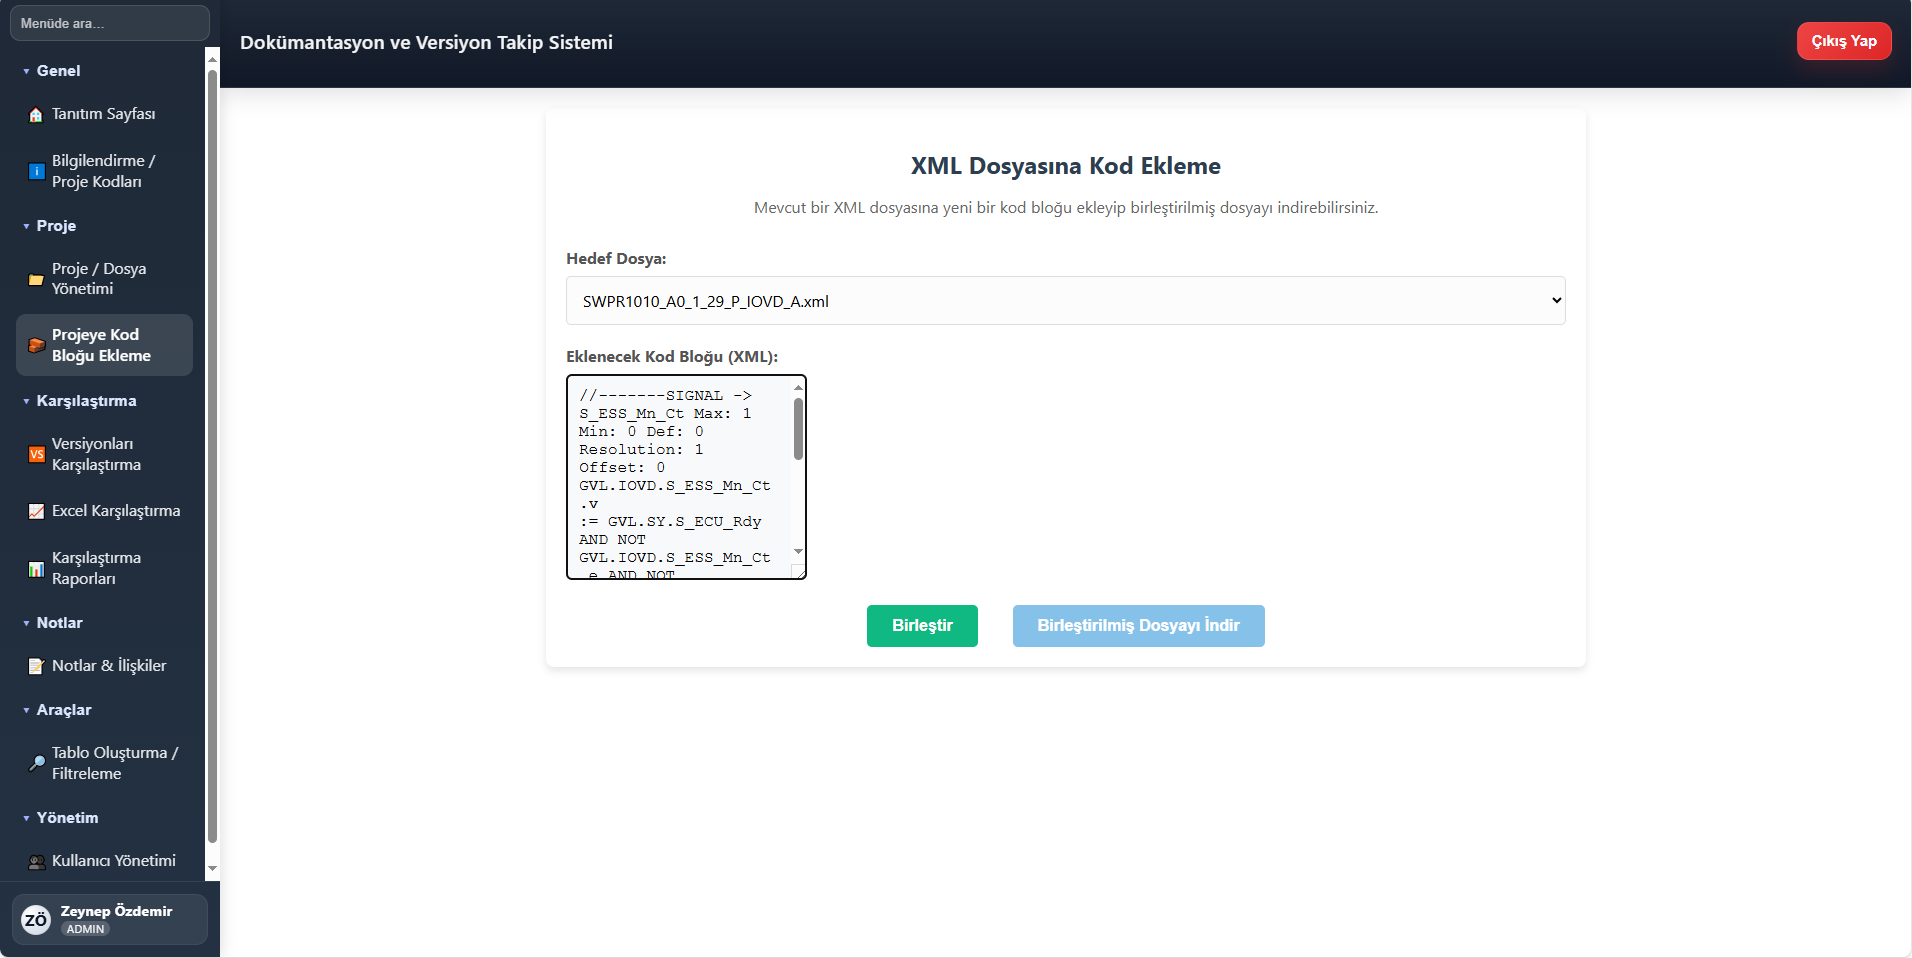 Menüde ara...
Genel
Tanıtım Sayfası
Bilgilendirme /
Proje Kodları
Proje
Proje / Dosya
Yönetimi
Projeye Kod
Bloğu Ekleme
Karşılaştırma
VS
Versiyonları
Karşılaştırma
Excel Karşılaştırma
Karşılaştırma
Raporları
Notlar
Notlar & İlişkiler
Araçlar
Tablo Oluşturma /
Filtreleme
Yönetim
Kullanıcı Yönetimi
ZÖ
Zeynep Özdemir
ADMIN
Dokümantasyon ve Versiyon Takip Sistemi
Çıkış Yap
XML Dosyasına Kod Ekleme
Mevcut bir XML dosyasına yeni bir kod bloğu ekleyip birleştirilmiş dosyayı indirebilirsiniz.
Hedef Dosya:
SWPR1010_A0_1_29_P_IOVD_A.xml
Eklenecek Kod Bloğu (XML):
//-------SIGNAL ->
S_ESS_Mn_Ct Max: 1
Min: 0 Def: 0
Resolution: 1
Offset: 0
GVL.IOVD.S_ESS_Mn_Ct
.v
:= GVL.SY.S_ECU_Rdy
AND NOT
GVL.IOVD.S_ESS_Mn_Ct
.e AND NOT
Birleştir
Birleştirilmiş Dosyayı İndir